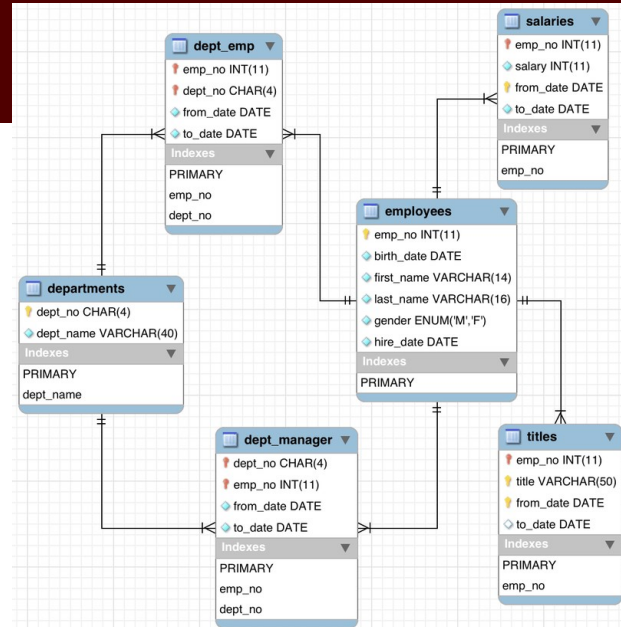 dept_emp
emp_no INT(11)
dept_no CHAR(4)
from_date DATE
to_date DATE
Indexes
PRIMARY
emp_no
dept_no
salaries
emp_no INT(11)
salary INT(11)
from_date DATE
to_date DATE
Indexes
PRIMARY
emp_no
employees
emp_no INT(11)
birth_date DATE
first_name VARCHAR(14)
last_name VARCHAR(16)
gender ENUM('M','F')
hire_date DATE
Indexes
PRIMARY
departments
dept_no CHAR(4)
dept_name VARCHAR(40)
Indexes
PRIMARY
dept_name
dept_manager
dept_no CHAR(4)
emp_no INT(11)
from_date DATE
to_date DATE
Indexes
PRIMARY
emp_no
dept_no
titles
emp_no INT(11)
title VARCHAR(50)
from_date DATE
to_date DATE
Indexes
PRIMARY
emp_no